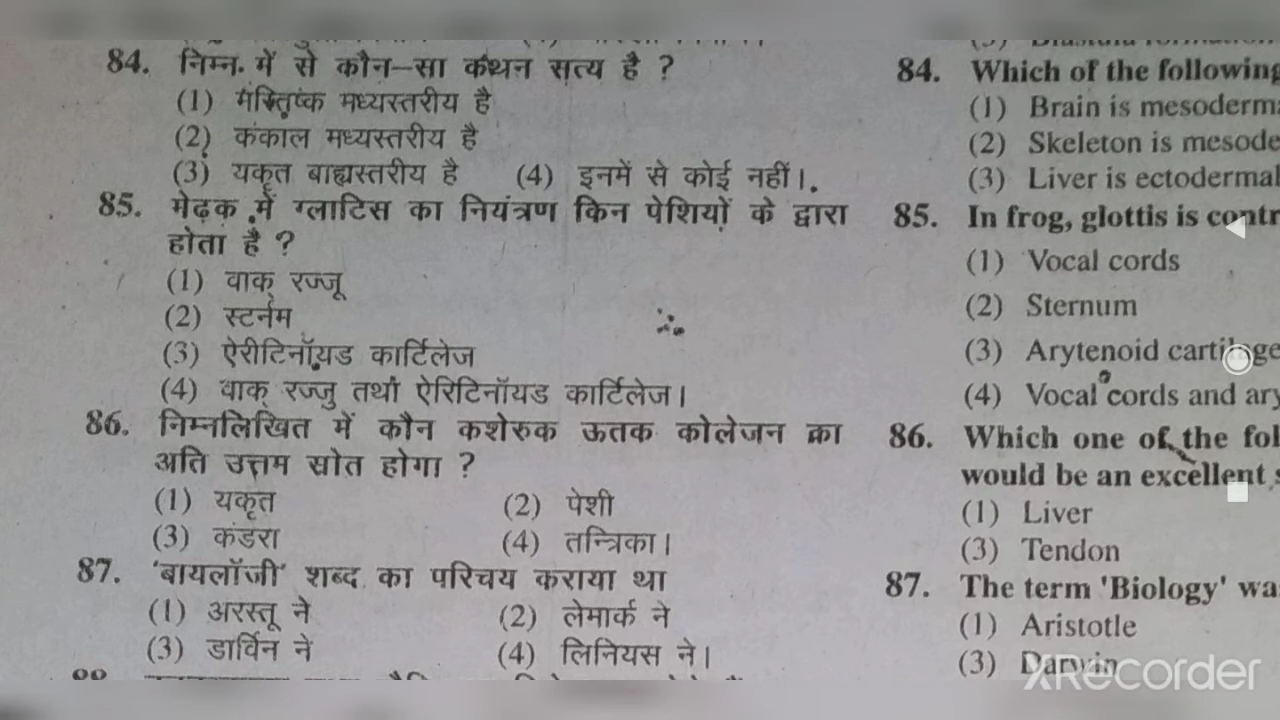 84. निम्न में से कौन-सा कथन सत्य है ?
(1) मस्तिष्क मध्यस्तरीय है
(2) कंकाल मध्यस्तरीय है
(3) यकृत बाह्यस्तरीय है (4) इनमें से कोई नहीं।
85. मेढ़क में ग्लाटिस का नियंत्रण किन पेशियों के द्वारा
होता है ?
(1) वाक् रज्जू
(2) स्टर्नम
(3) ऐरीटिनॉयड कार्टिलेज
(4) वाक् रज्जु तथा ऐरिटिनॉयड कार्टिलेज।
86. निम्नलिखित में कौन कशेरुक ऊतक कोलेजन का
अति उत्तम स्रोत होगा ?
(1) यकृत (2) पेशी
(3) कंडरा (4) तन्त्रिका।
87. 'बायलॉजी' शब्द का परिचय कराया था
(1) अरस्तू ने (2) लेमार्क ने
(3) डार्विन ने (4) लिनियस ने।
84. Which of the following
(1) Brain is mesoderm
(2) Skeleton is mesode
(3) Liver is ectodermal
85. In frog, glottis is contr
(1) Vocal cords
(2) Sternum
(3) Arytenoid cartilage
(4) Vocal cords and ary
86. Which one of the fol
would be an excellent
(1) Liver
(3) Tendon
87. The term 'Biology' wa
(1) Aristotle
(3) Darwin
XRecorder